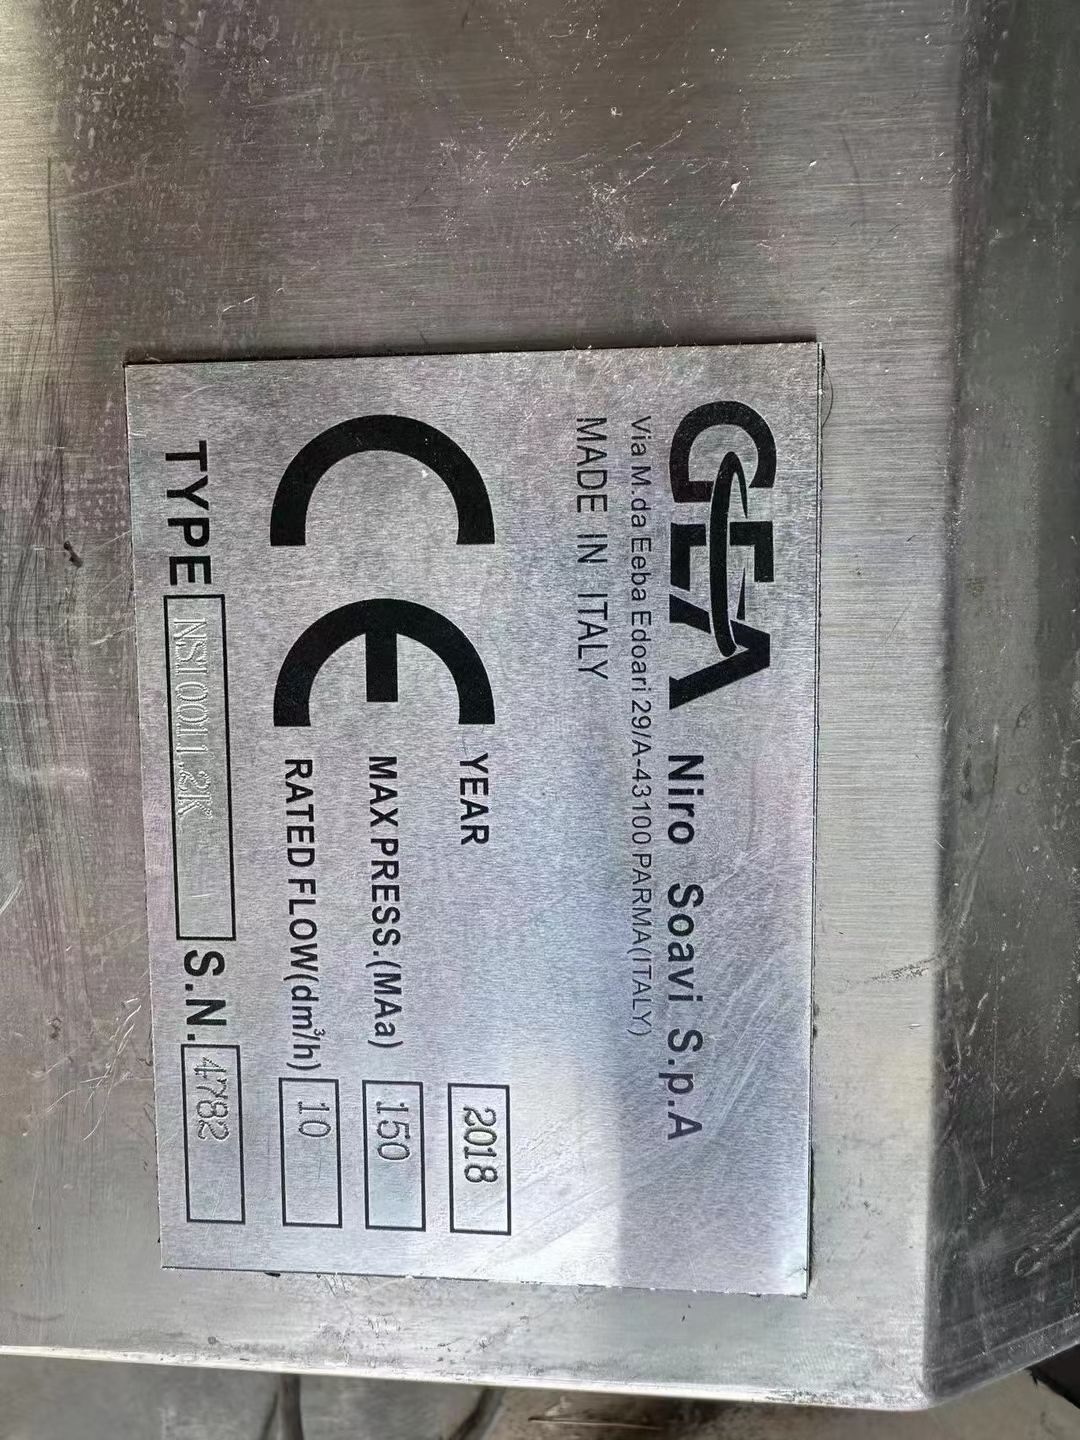 GEA Niro Soavi S.p.A
Via M.da Eeba Edoari 29/A-43100 PARMA(ITALY)
MADE IN ITALY
CE
YEAR 2018
MAX PRESS.(MAa) 150
RATED FLOW(dm³/h) 10
TYPE NS1001L2K S.N. 4782